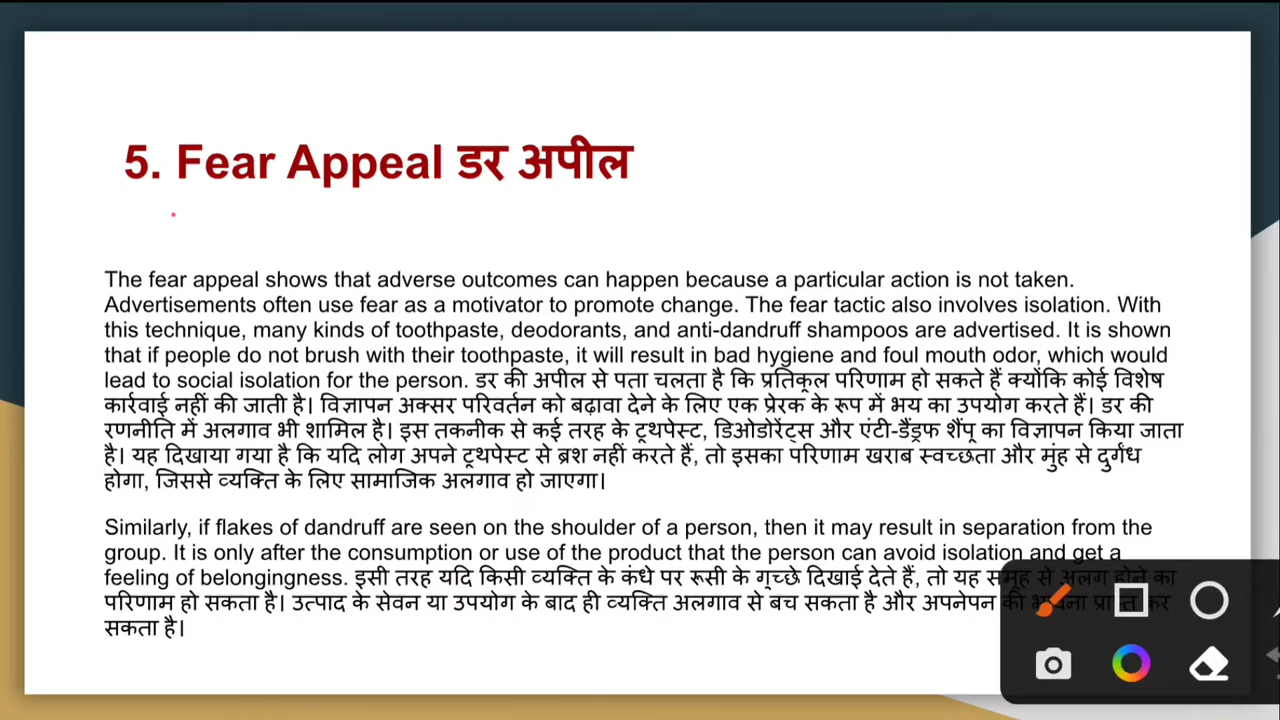 5. Fear Appeal डर अपील
The fear appeal shows that adverse outcomes can happen because a particular action is not taken.
Advertisements often use fear as a motivator to promote change. The fear tactic also involves isolation. With
this technique, many kinds of toothpaste, deodorants, and anti-dandruff shampoos are advertised. It is shown
that if people do not brush with their toothpaste, it will result in bad hygiene and foul mouth odor, which would
lead to social isolation for the person. डर की अपील से पता चलता है कि प्रतिकूल परिणाम हो सकते हैं क्योंकि कोई विशेष
कार्रवाई नहीं की जाती है। विज्ञापन अक्सर परिवर्तन को बढ़ावा देने के लिए एक प्रेरक के रूप में भय का उपयोग करते हैं। डर की
रणनीति में अलगाव भी शामिल है। इस तकनीक से कई तरह के टूथपेस्ट, डिओडोरेंट्स और एंटी-डैंड्रफ शैंपू का विज्ञापन किया जाता
है। यह दिखाया गया है कि यदि लोग अपने टूथपेस्ट से ब्रश नहीं करते हैं, तो इसका परिणाम खराब स्वच्छता और मुंह से दुर्गंध
होगा, जिससे व्यक्ति के लिए सामाजिक अलगाव हो जाएगा।
Similarly, if flakes of dandruff are seen on the shoulder of a person, then it may result in separation from the
group. It is only after the consumption or use of the product that the person can avoid isolation and get a
feeling of belongingness. इसी तरह यदि किसी व्यक्ति के कंधे पर रूसी के गुच्छे दिखाई देते हैं, तो यह समूह से अलग होने का
परिणाम हो सकता है। उत्पाद के सेवन या उपयोग के बाद ही व्यक्ति अलगाव से बच सकता है और अपनेपन की भावना प्राप्त कर
सकता है।